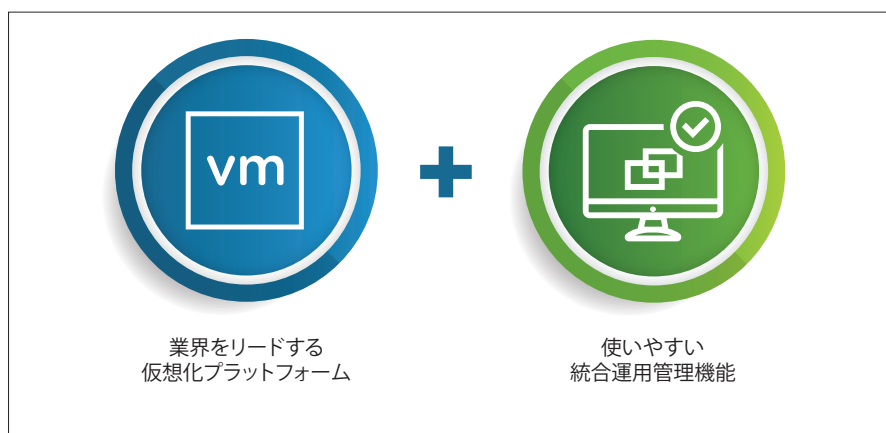 vm
業界をリードする
仮想化プラットフォーム
使いやすい
統合運用管理機能